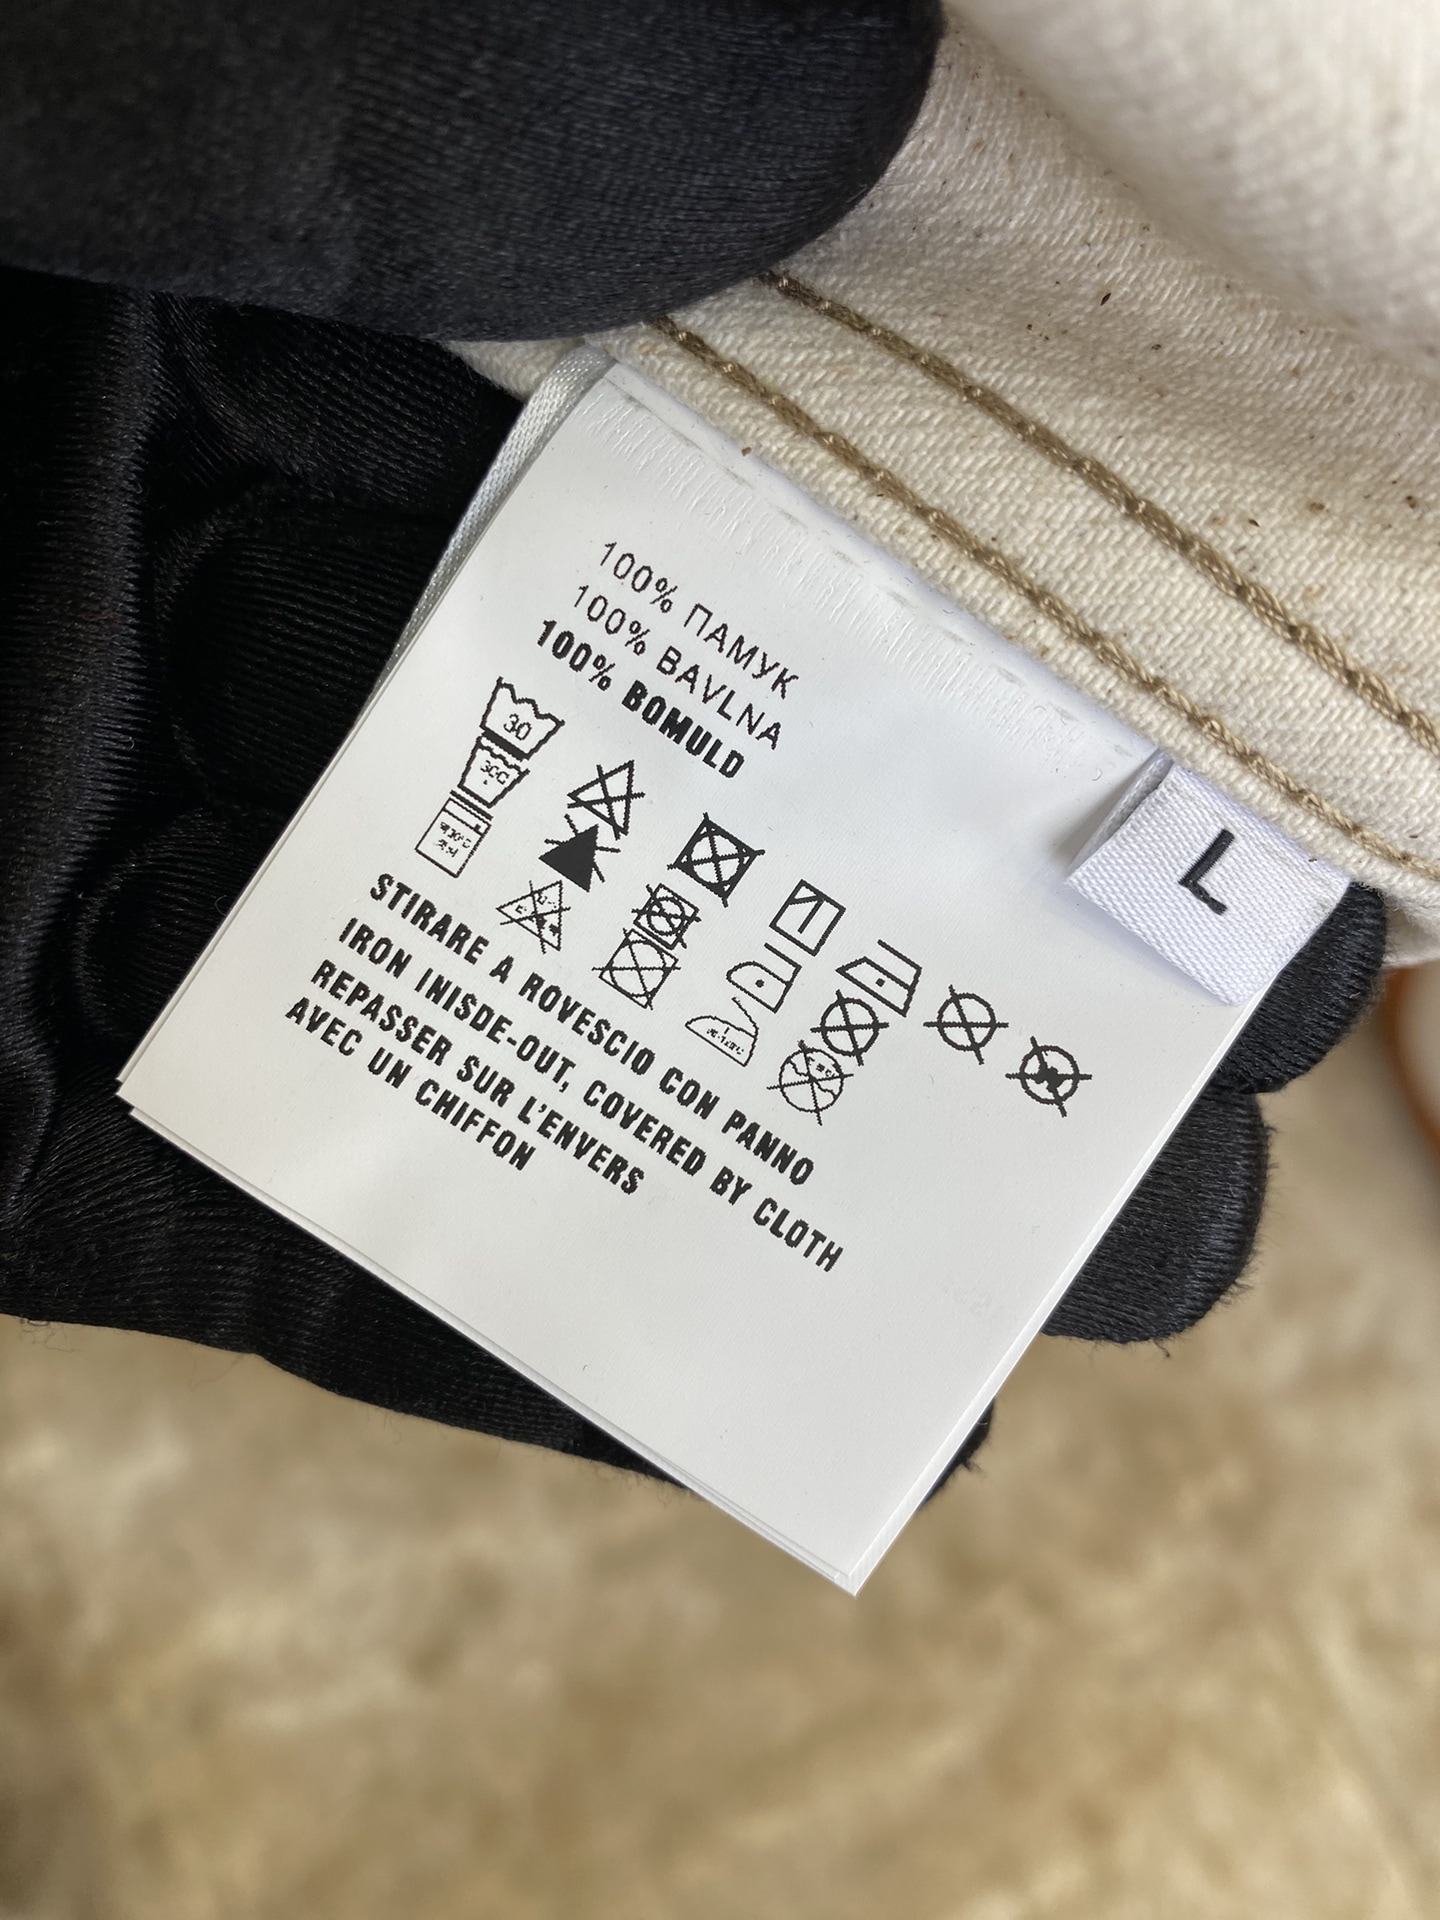 100% ПАМУК
100% BAVLNA
100% BOMULD
30
STIRARE A ROVESCIO CON PANNO
IRON INISDE-OUT, COVERED BY CLOTH
REPASSER SUR L'ENVERS
AVEC UN CHIFFON
L